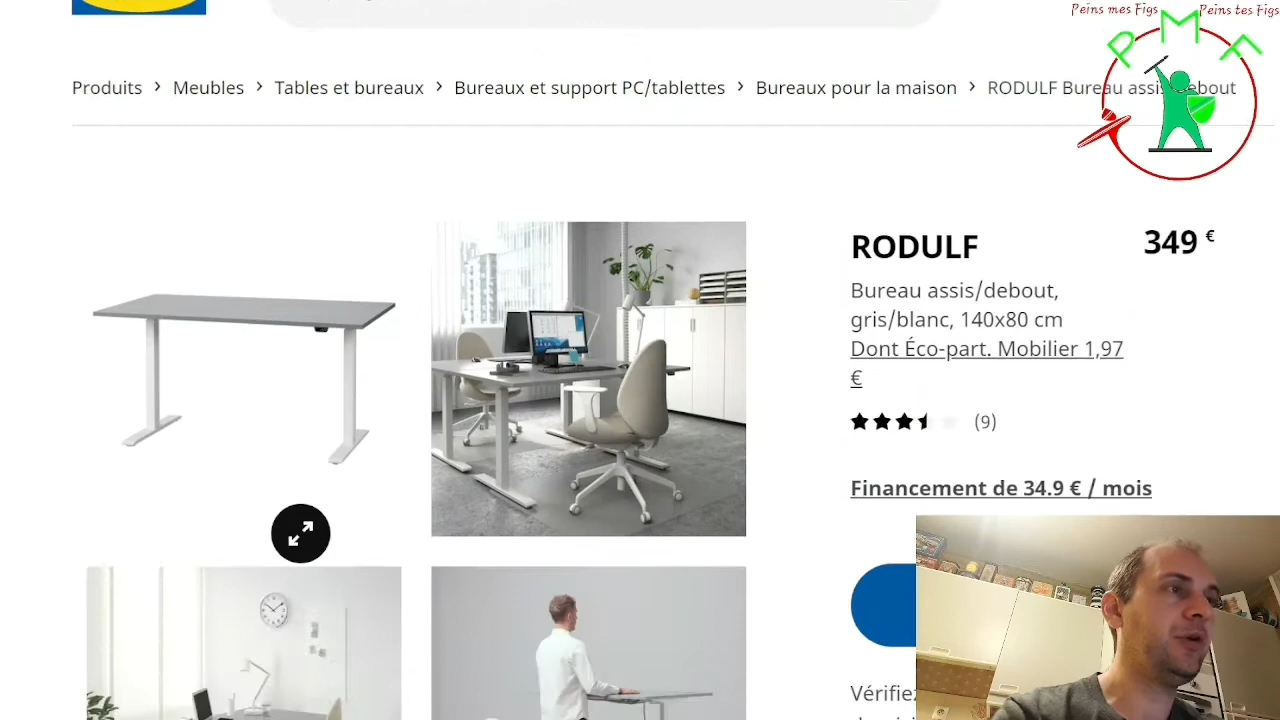 Peins mes Figs
Peins tes Figs
P M F
Produits > Meubles > Tables et bureaux > Bureaux et support PC/tablettes > Bureaux pour la maison > RODULF Bureau
RODULF
349 €
Bureau assis/debout,
gris/blanc, 140x80 cm
Dont Éco-part. Mobilier 1,97
€
(9)
Financement de 34.9 € / mois